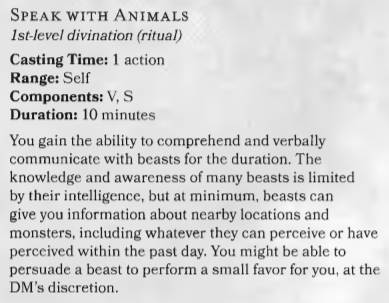 SPEAK WITH ANIMALS
1st-level divination (ritual)
Casting Time: 1 action
Range: Self
Components: V, S
Duration: 10 minutes
You gain the ability to comprehend and verbally
communicate with beasts for the duration. The
knowledge and awareness of many beasts is limited
by their intelligence, but at minimum, beasts can
give you information about nearby locations and
monsters, including whatever they can perceive or have
perceived within the past day. You might be able to
persuade a beast to perform a small favor for you, at the
DM's discretion.